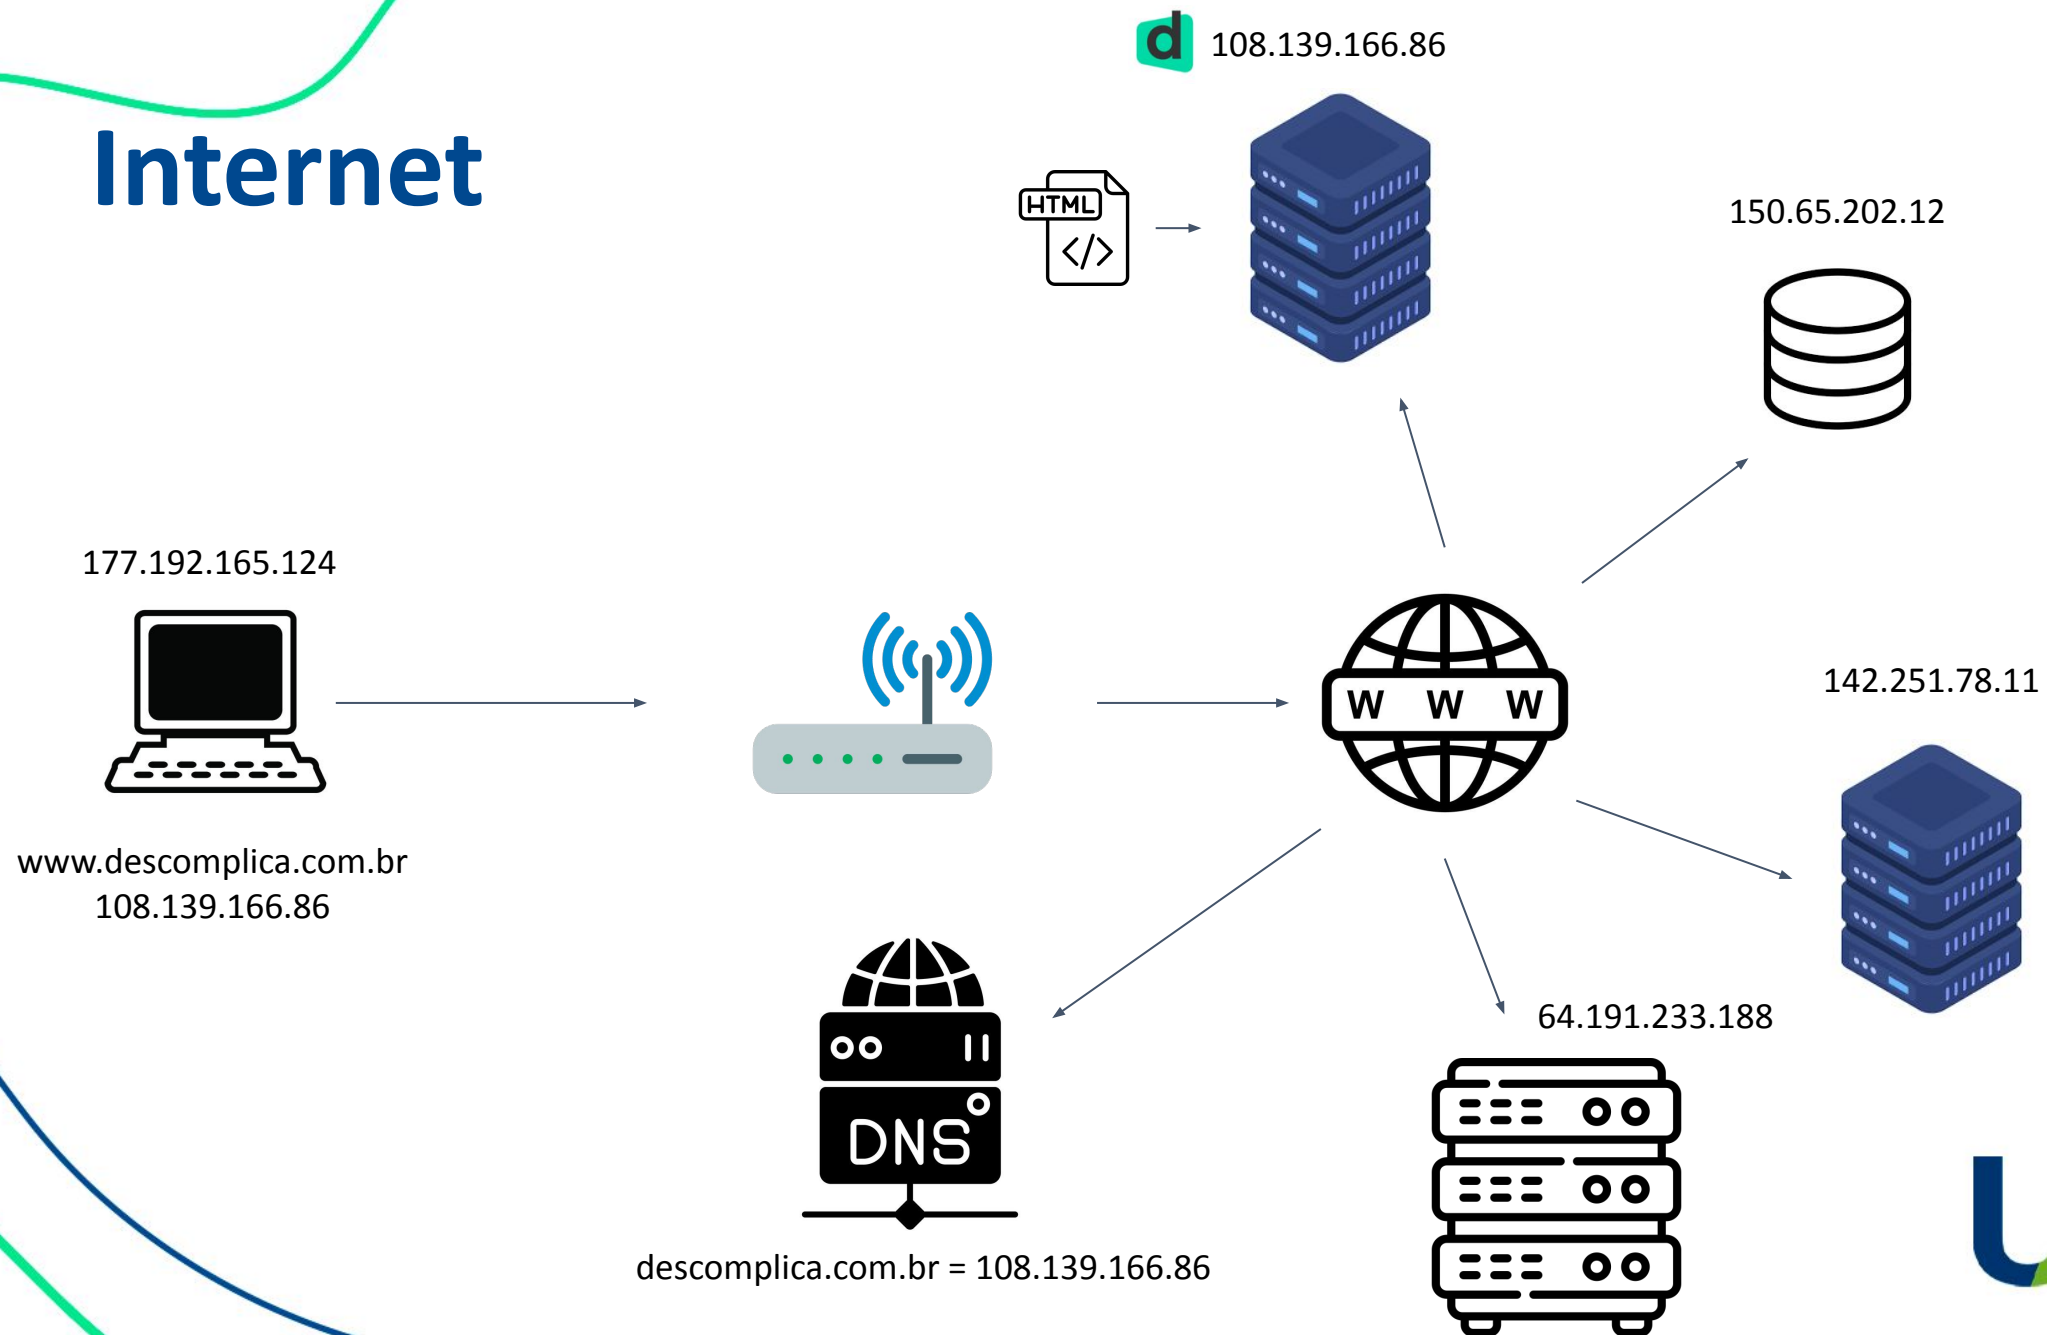 d
108.139.166.86
Internet
HTML
</>
150.65.202.12
177.192.165.124
W W W
142.251.78.11
www.descomplica.com.br
108.139.166.86
64.191.233.188
DNS
descomplica.com.br = 108.139.166.86